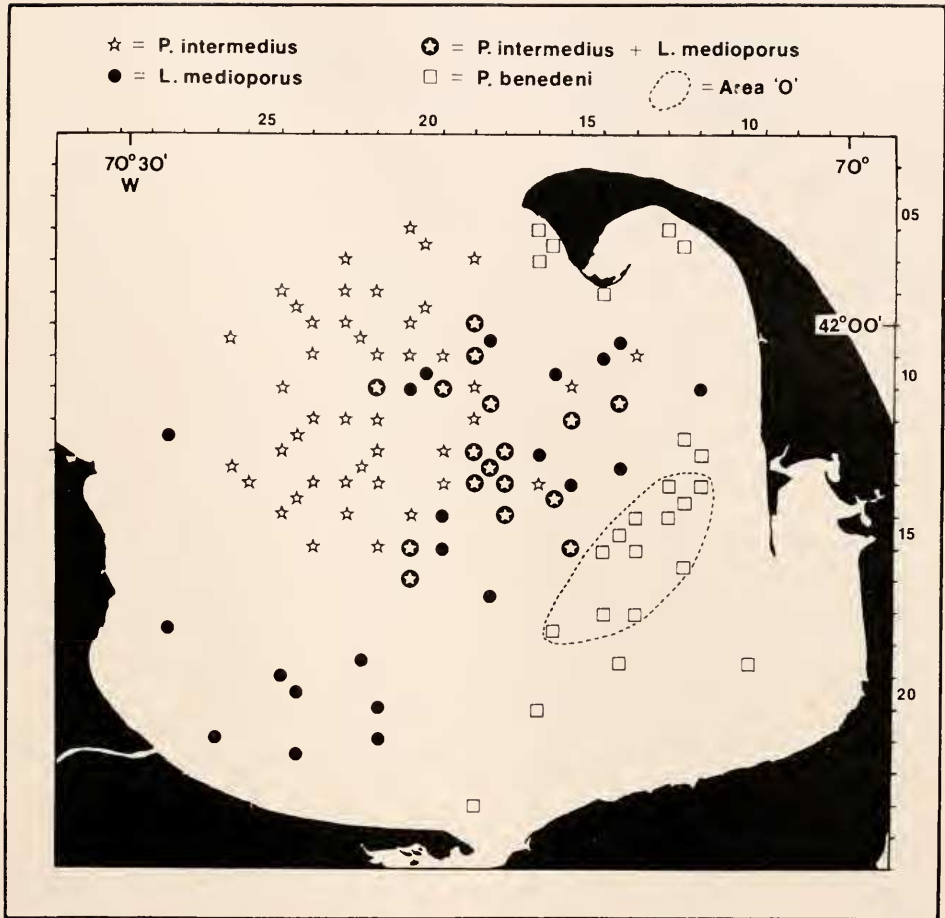 ☆ = P. intermedius
✪ = P. intermedius + L. medioporus
● = L. medioporus
□ = P. benedeni
= Area 'O'
25 20 15 10
70° 30' W
70°
05
42° 00'
10
15
20